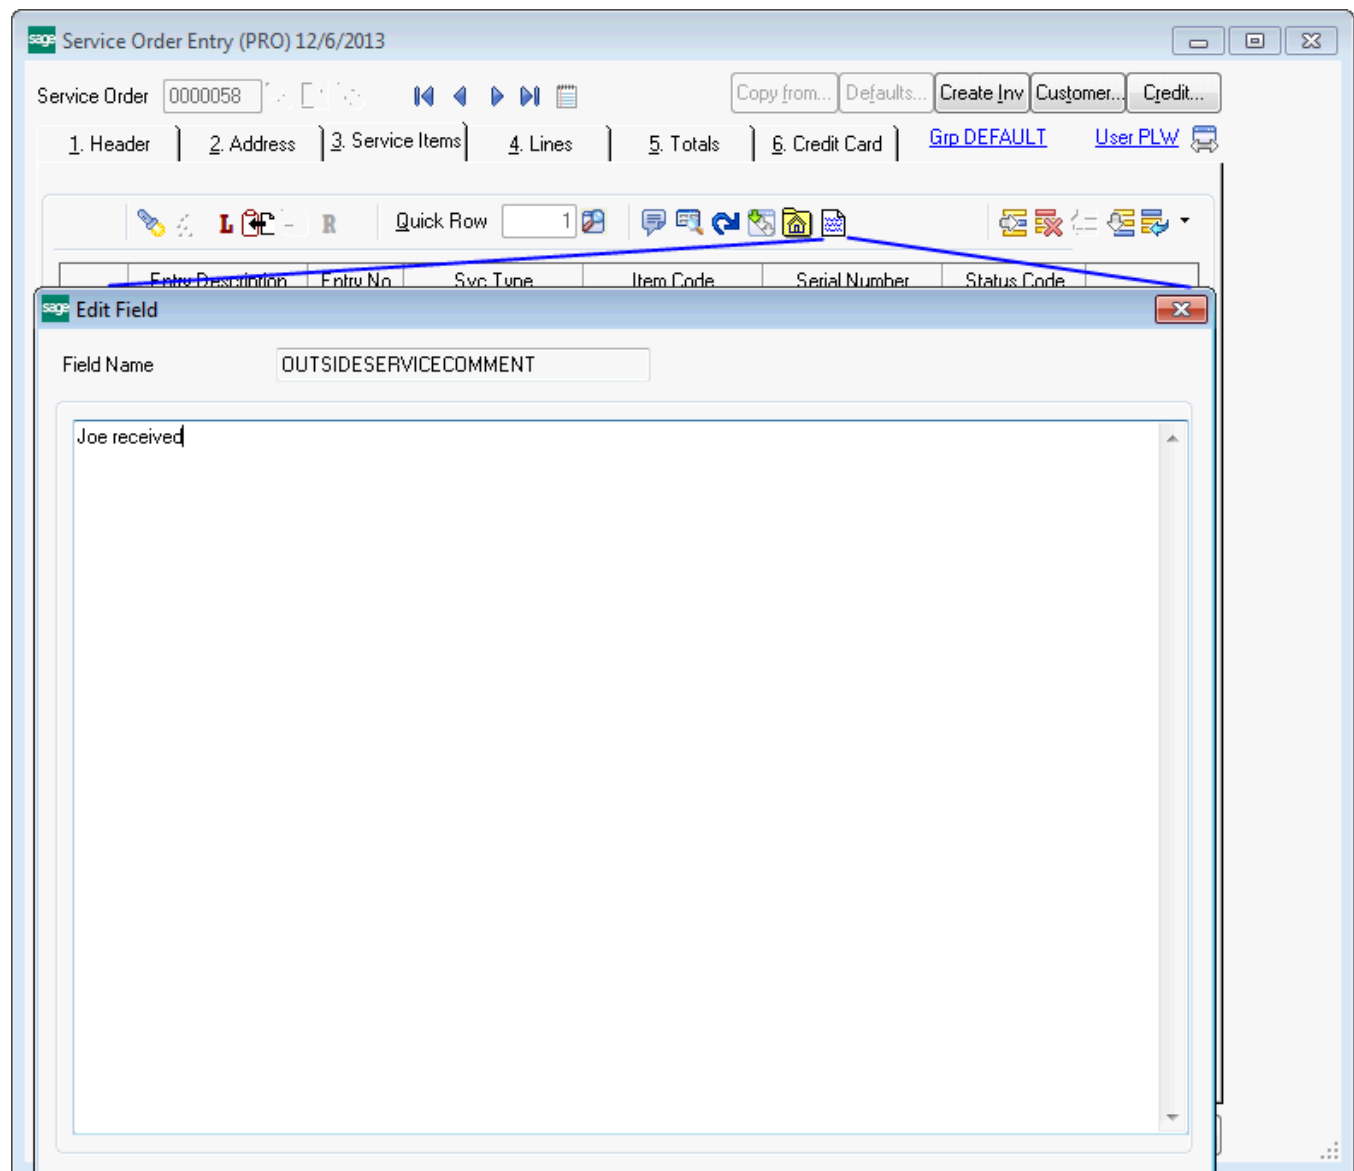 sage Service Order Entry (PRO) 12/6/2013
Service Order 0000058 Copy from... Defaults... Create Inv Customer... Credit...
1. Header 2. Address 3. Service Items 4. Lines 5. Totals 6. Credit Card Grp DEFAULT User PLW
L R Quick Row 1
Entry Description Entry No Svc Type Item Code Serial Number Status Code
sage Edit Field
Field Name OUTSIDESERVICECOMMENT
Joe received